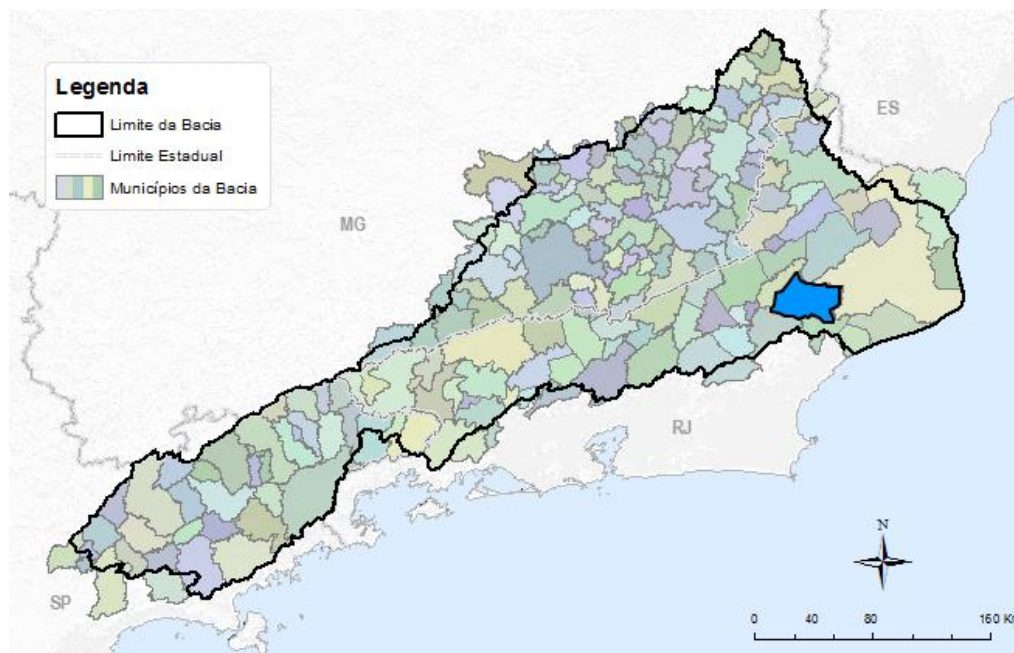 Legenda
Limite da Bacia
Limite Estadual
Municípios da Bacia
ES
MG
RJ
SP
N
0 40 80 160 Km